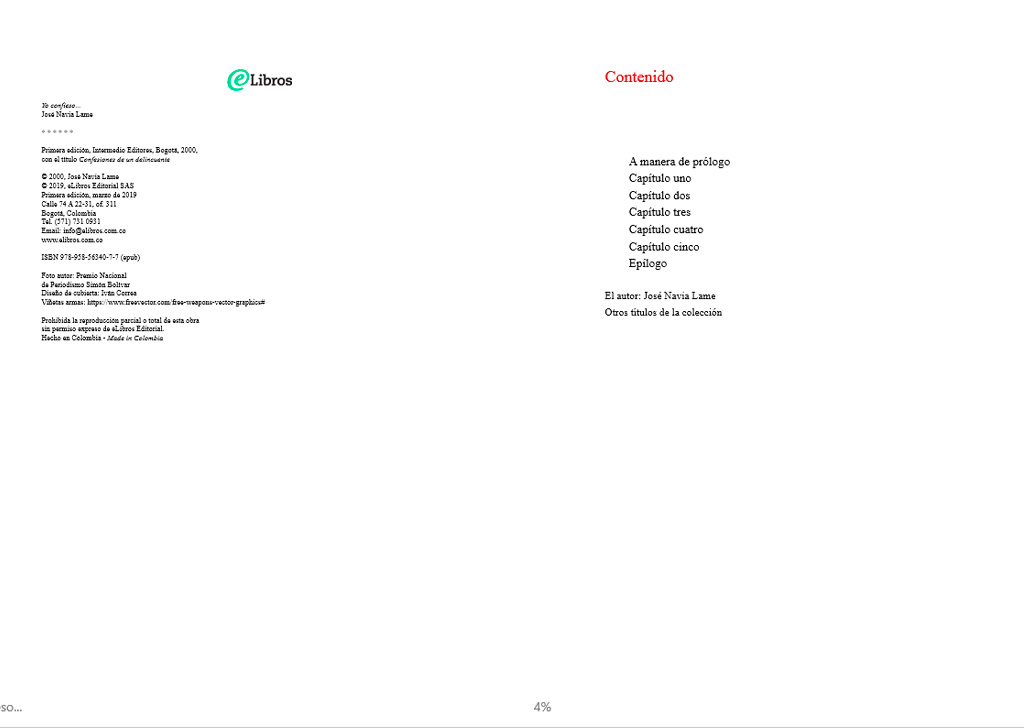 eLibros
Yo confieso...
José Navia Lame
* * * * * *
Primera edición, Intermedio Editores, Bogotá, 2000,
con el título Confesiones de un delincuente
© 2000, José Navia Lame
© 2019, eLibros Editorial SAS
Primera edición, marzo de 2019
Calle 74 A 22-31, of. 311
Bogotá, Colombia
Tel. (571) 731 0931
Email: info@elibros.com.co
www.elibros.com.co
ISBN 978-958-56340-7-7 (epub)
Foto autor: Premio Nacional
de Periodismo Simón Bolívar
Diseño de cubierta: Iván Correa
Viñetas armas: https://www.freevector.com/free-weapons-vector-graphics#
Prohibida la reproducción parcial o total de esta obra
sin permiso expreso de eLibros Editorial.
Hecho en Colombia • Made in Colombia
Contenido
A manera de prólogo
Capítulo uno
Capítulo dos
Capítulo tres
Capítulo cuatro
Capítulo cinco
Epílogo
El autor: José Navia Lame
Otros títulos de la colección
so...
4%